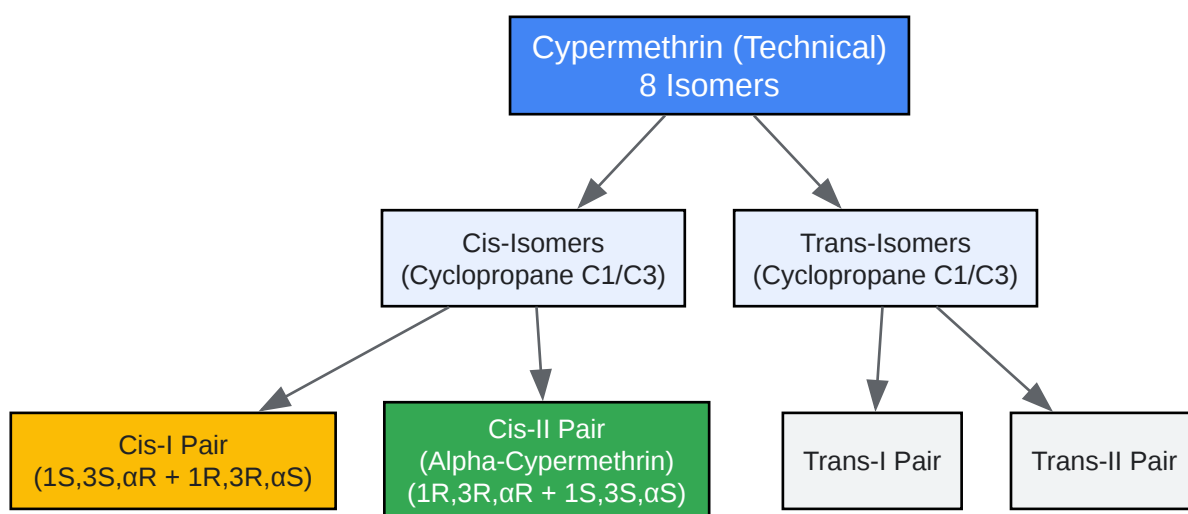 Cypermethrin (Technical)
8 Isomers
Cis-Isomers
(Cyclopropane C1/C3)
Trans-Isomers
(Cyclopropane C1/C3)
Cis-I Pair
(1S,3S,αR + 1R,3R,αS)
Cis-II Pair
(Alpha-Cypermethrin)
(1R,3R,αR + 1S,3S,αS)
Trans-I Pair
Trans-II Pair